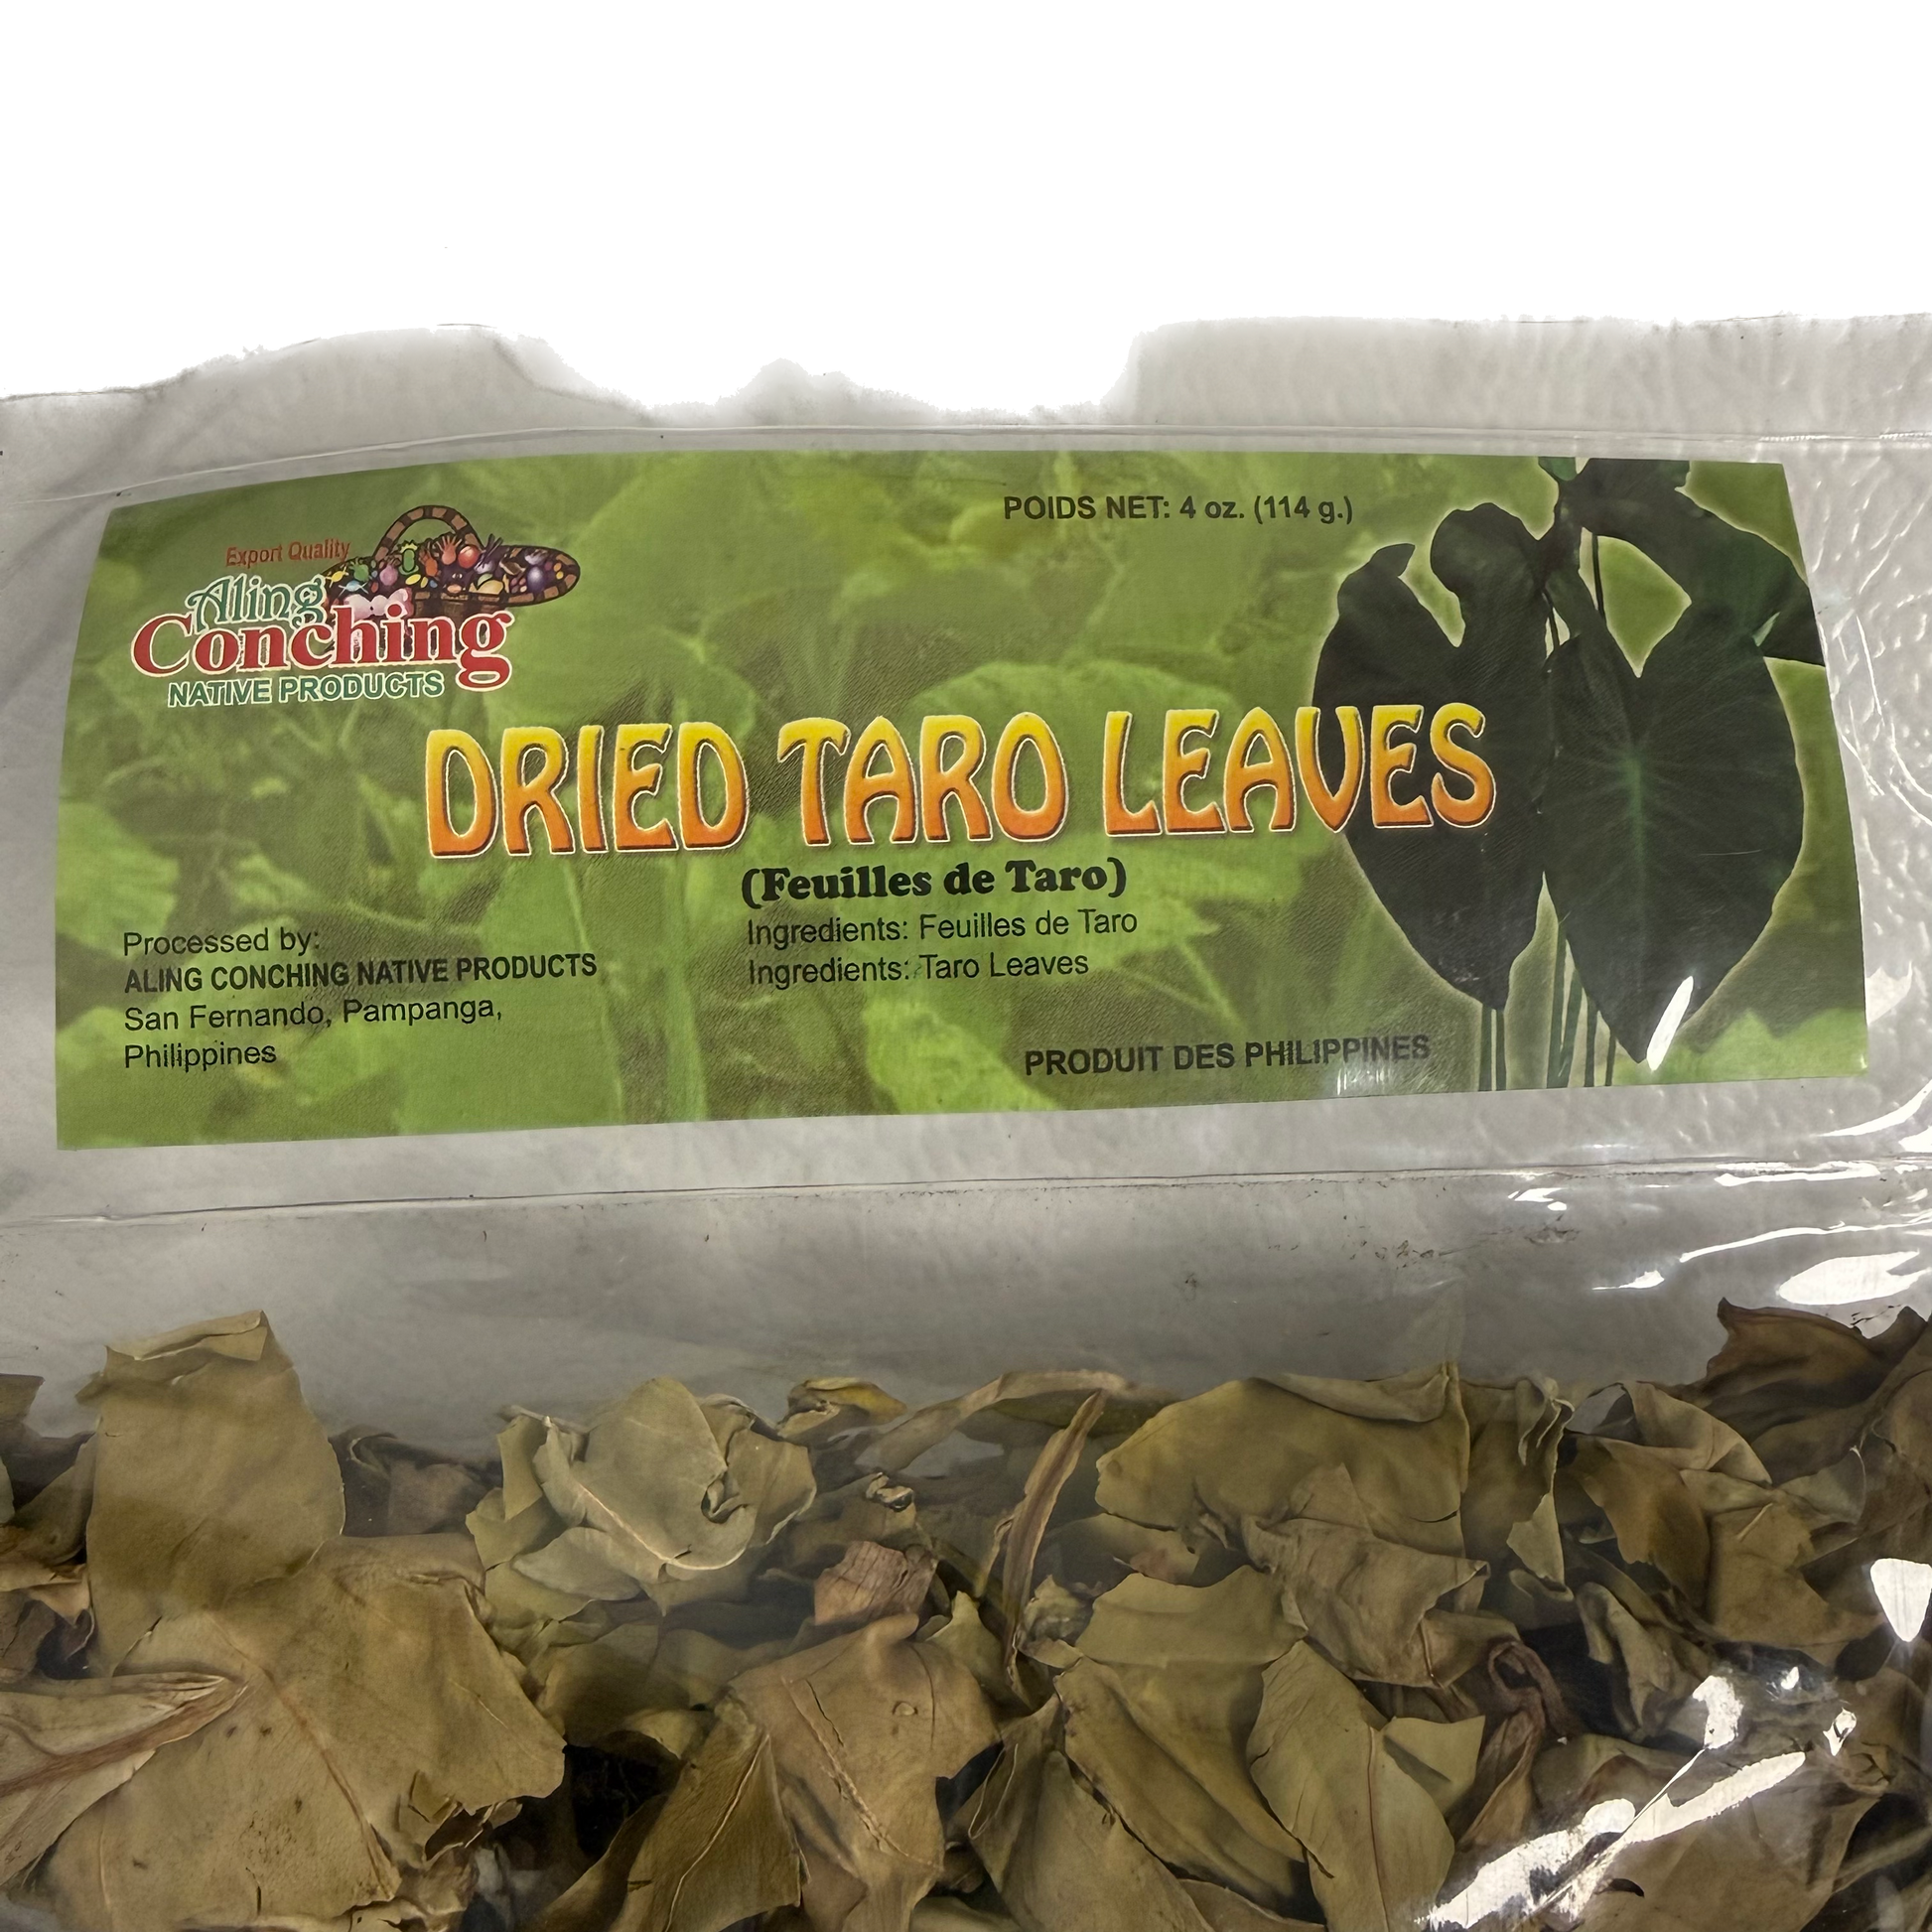 POIDS NET: 4 oz. (114 g.)
Export Quality
Aling
Conching
NATIVE PRODUCTS
DRIED TARO LEAVES
(Feuilles de Taro)
Ingredients: Feuilles de Taro
Ingredients: Taro Leaves
Processed by:
ALING CONCHING NATIVE PRODUCTS
San Fernando, Pampanga,
Philippines
PRODUIT DES PHILIPPINES